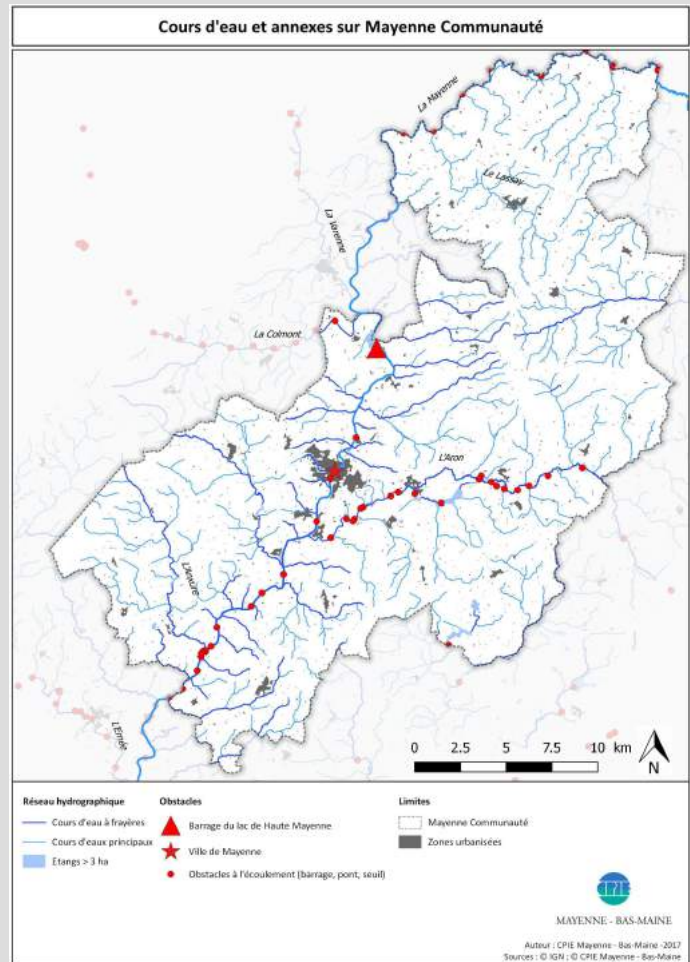 Cours d'eau et annexes sur Mayenne Communauté
La Mayenne
Le Lassay
La Varenne
La Colmont
L'Aron
L'Anvore
L'Ernée
0 2.5 5 7.5 10 km
N
Réseau hydrographique
Cours d'eau à frayères
Cours d'eaux principaux
Etangs > 3 ha
Obstacles
Barrage du lac de Haute Mayenne
Ville de Mayenne
Obstacles à l'écoulement (barrage, pont, seuil)
Limites
Mayenne Communauté
Zones urbanisées
CPIE
MAYENNE - BAS-MAINE
Auteur : CPIE Mayenne - Bas-Maine -2017
Sources : © IGN ; © CPIE Mayenne - Bas-Maine